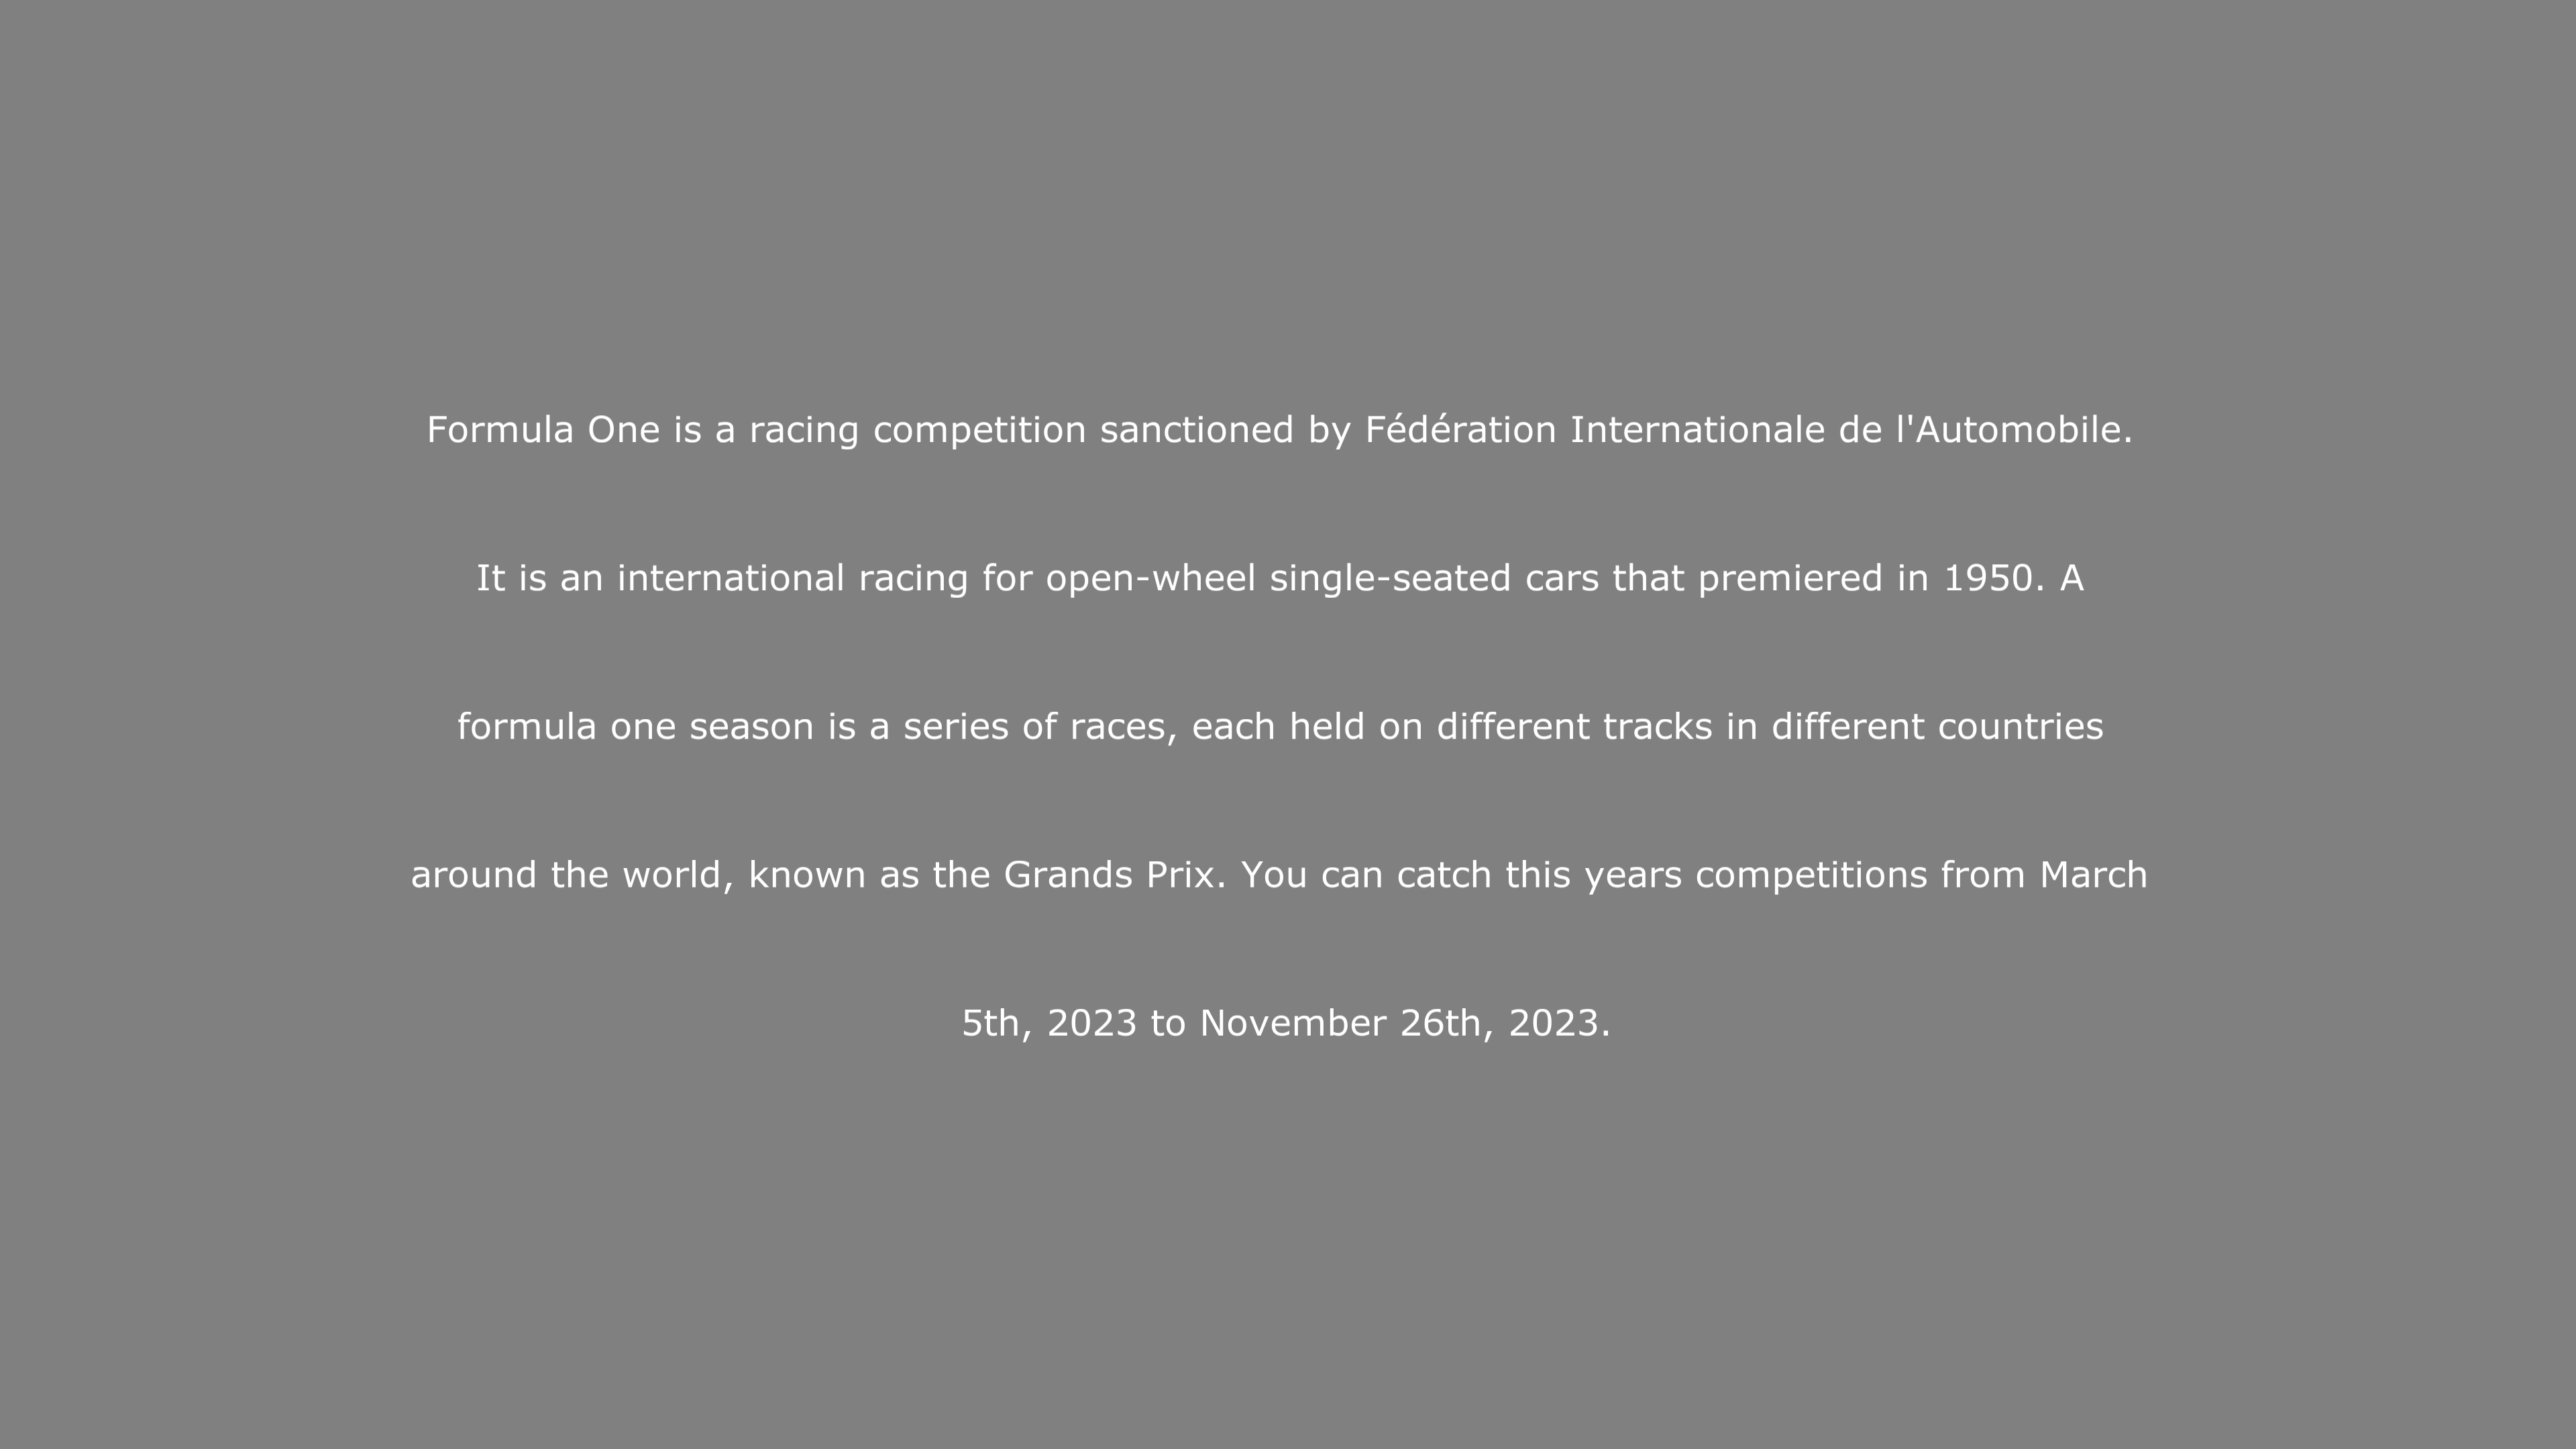 Formula One is a racing competition sanctioned by Fédération Internationale de l'Automobile.
It is an international racing for open-wheel single-seated cars that premiered in 1950. A
formula one season is a series of races, each held on different tracks in different countries
around the world, known as the Grands Prix. You can catch this years competitions from March
5th, 2023 to November 26th, 2023.